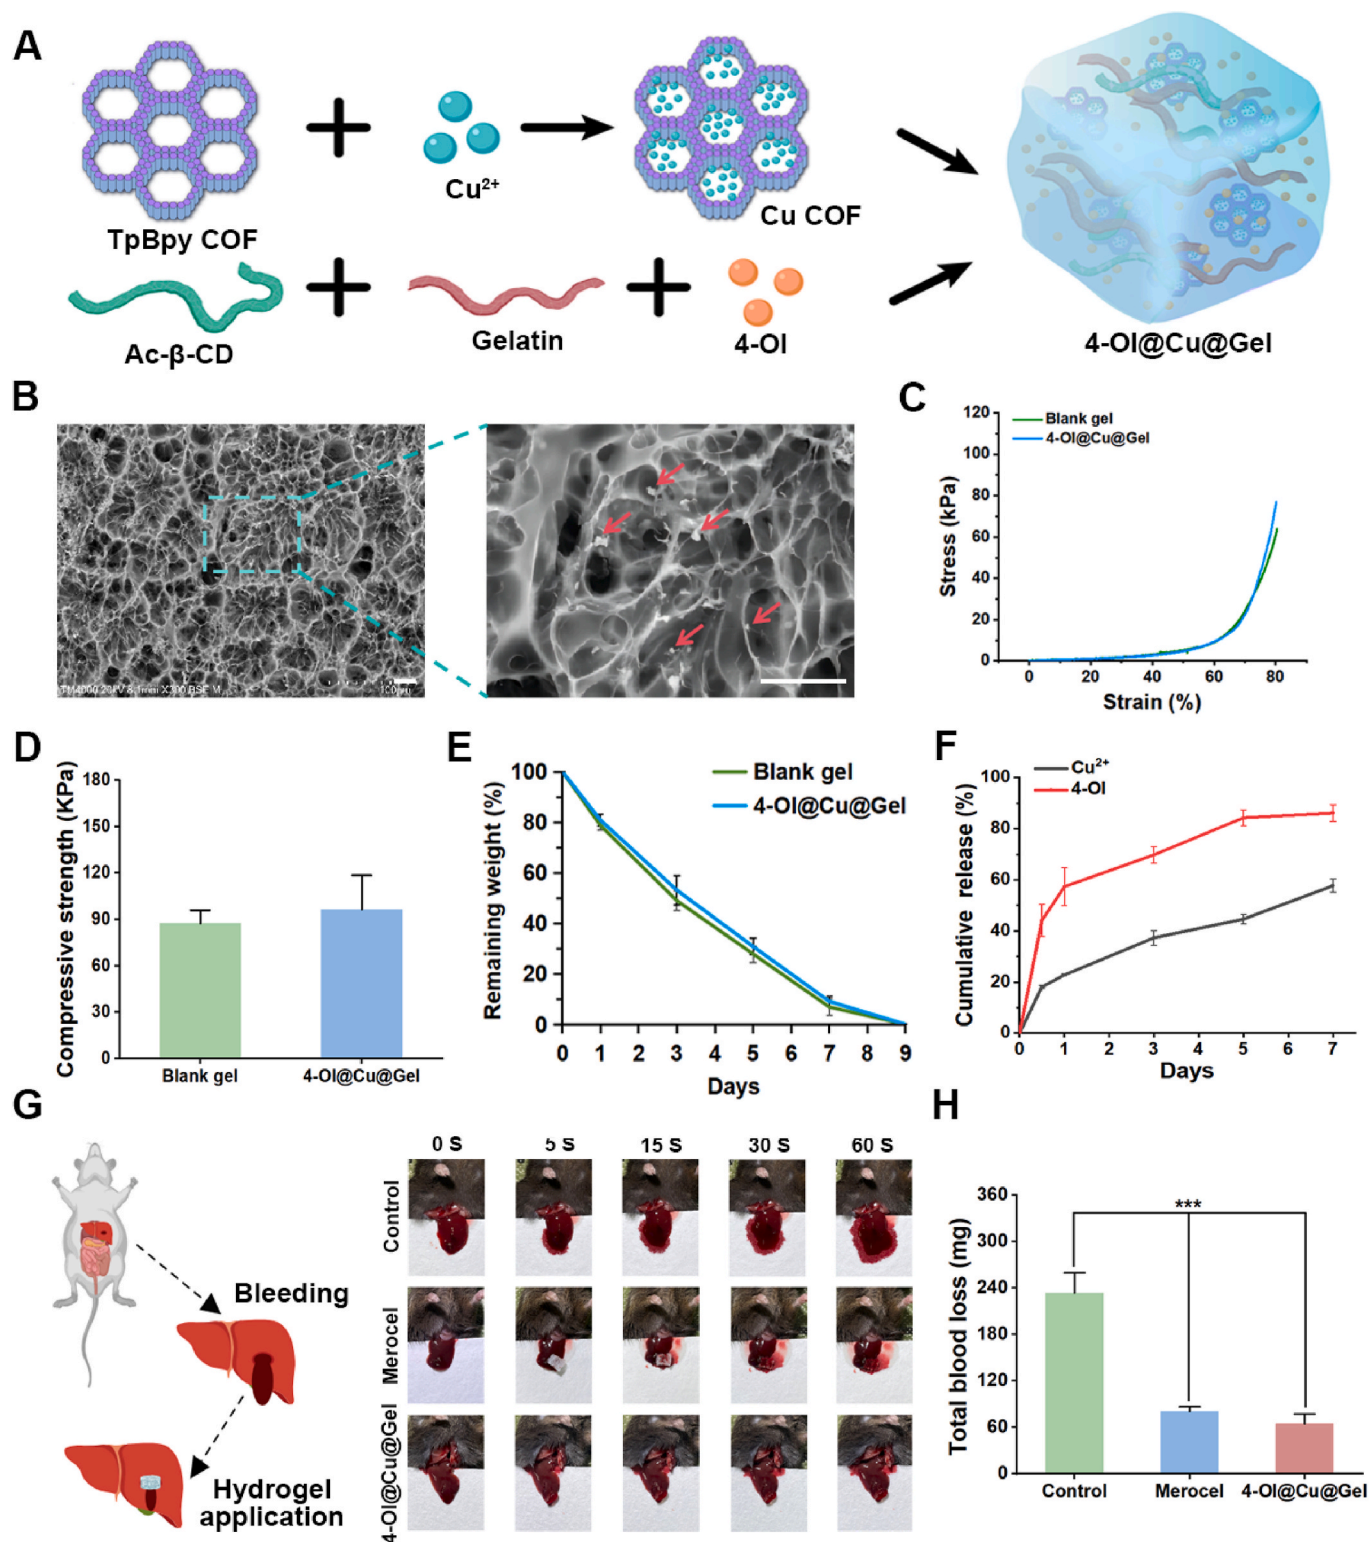 A
TpBpy COF
Cu²⁺
Cu COF
Ac-β-CD
Gelatin
4-OI
4-OI@Cu@Gel
B
100μm
C
Blank gel
4-OI@Cu@Gel
Stress (kPa)
120
100
80
60
40
20
0
0 20 40 60 80
Strain (%)
D
Compressive strength (KPa)
180
150
120
90
60
30
0
Blank gel 4-OI@Cu@Gel
E
Blank gel
4-OI@Cu@Gel
Remaining weight (%)
100
80
60
40
20
0
0 1 2 3 4 5 6 7 8 9
Days
F
Cu²⁺
4-OI
Cumulative release (%)
100
80
60
40
20
0
0 1 3 5 7
Days
G
Bleeding
Hydrogel
application
0 S 5 S 15 S 30 S 60 S
Control
Merocel
4-OI@Cu@Gel
H
Total blood loss (mg)
360
300
240
180
120
60
0
***
Control Merocel 4-OI@Cu@Gel